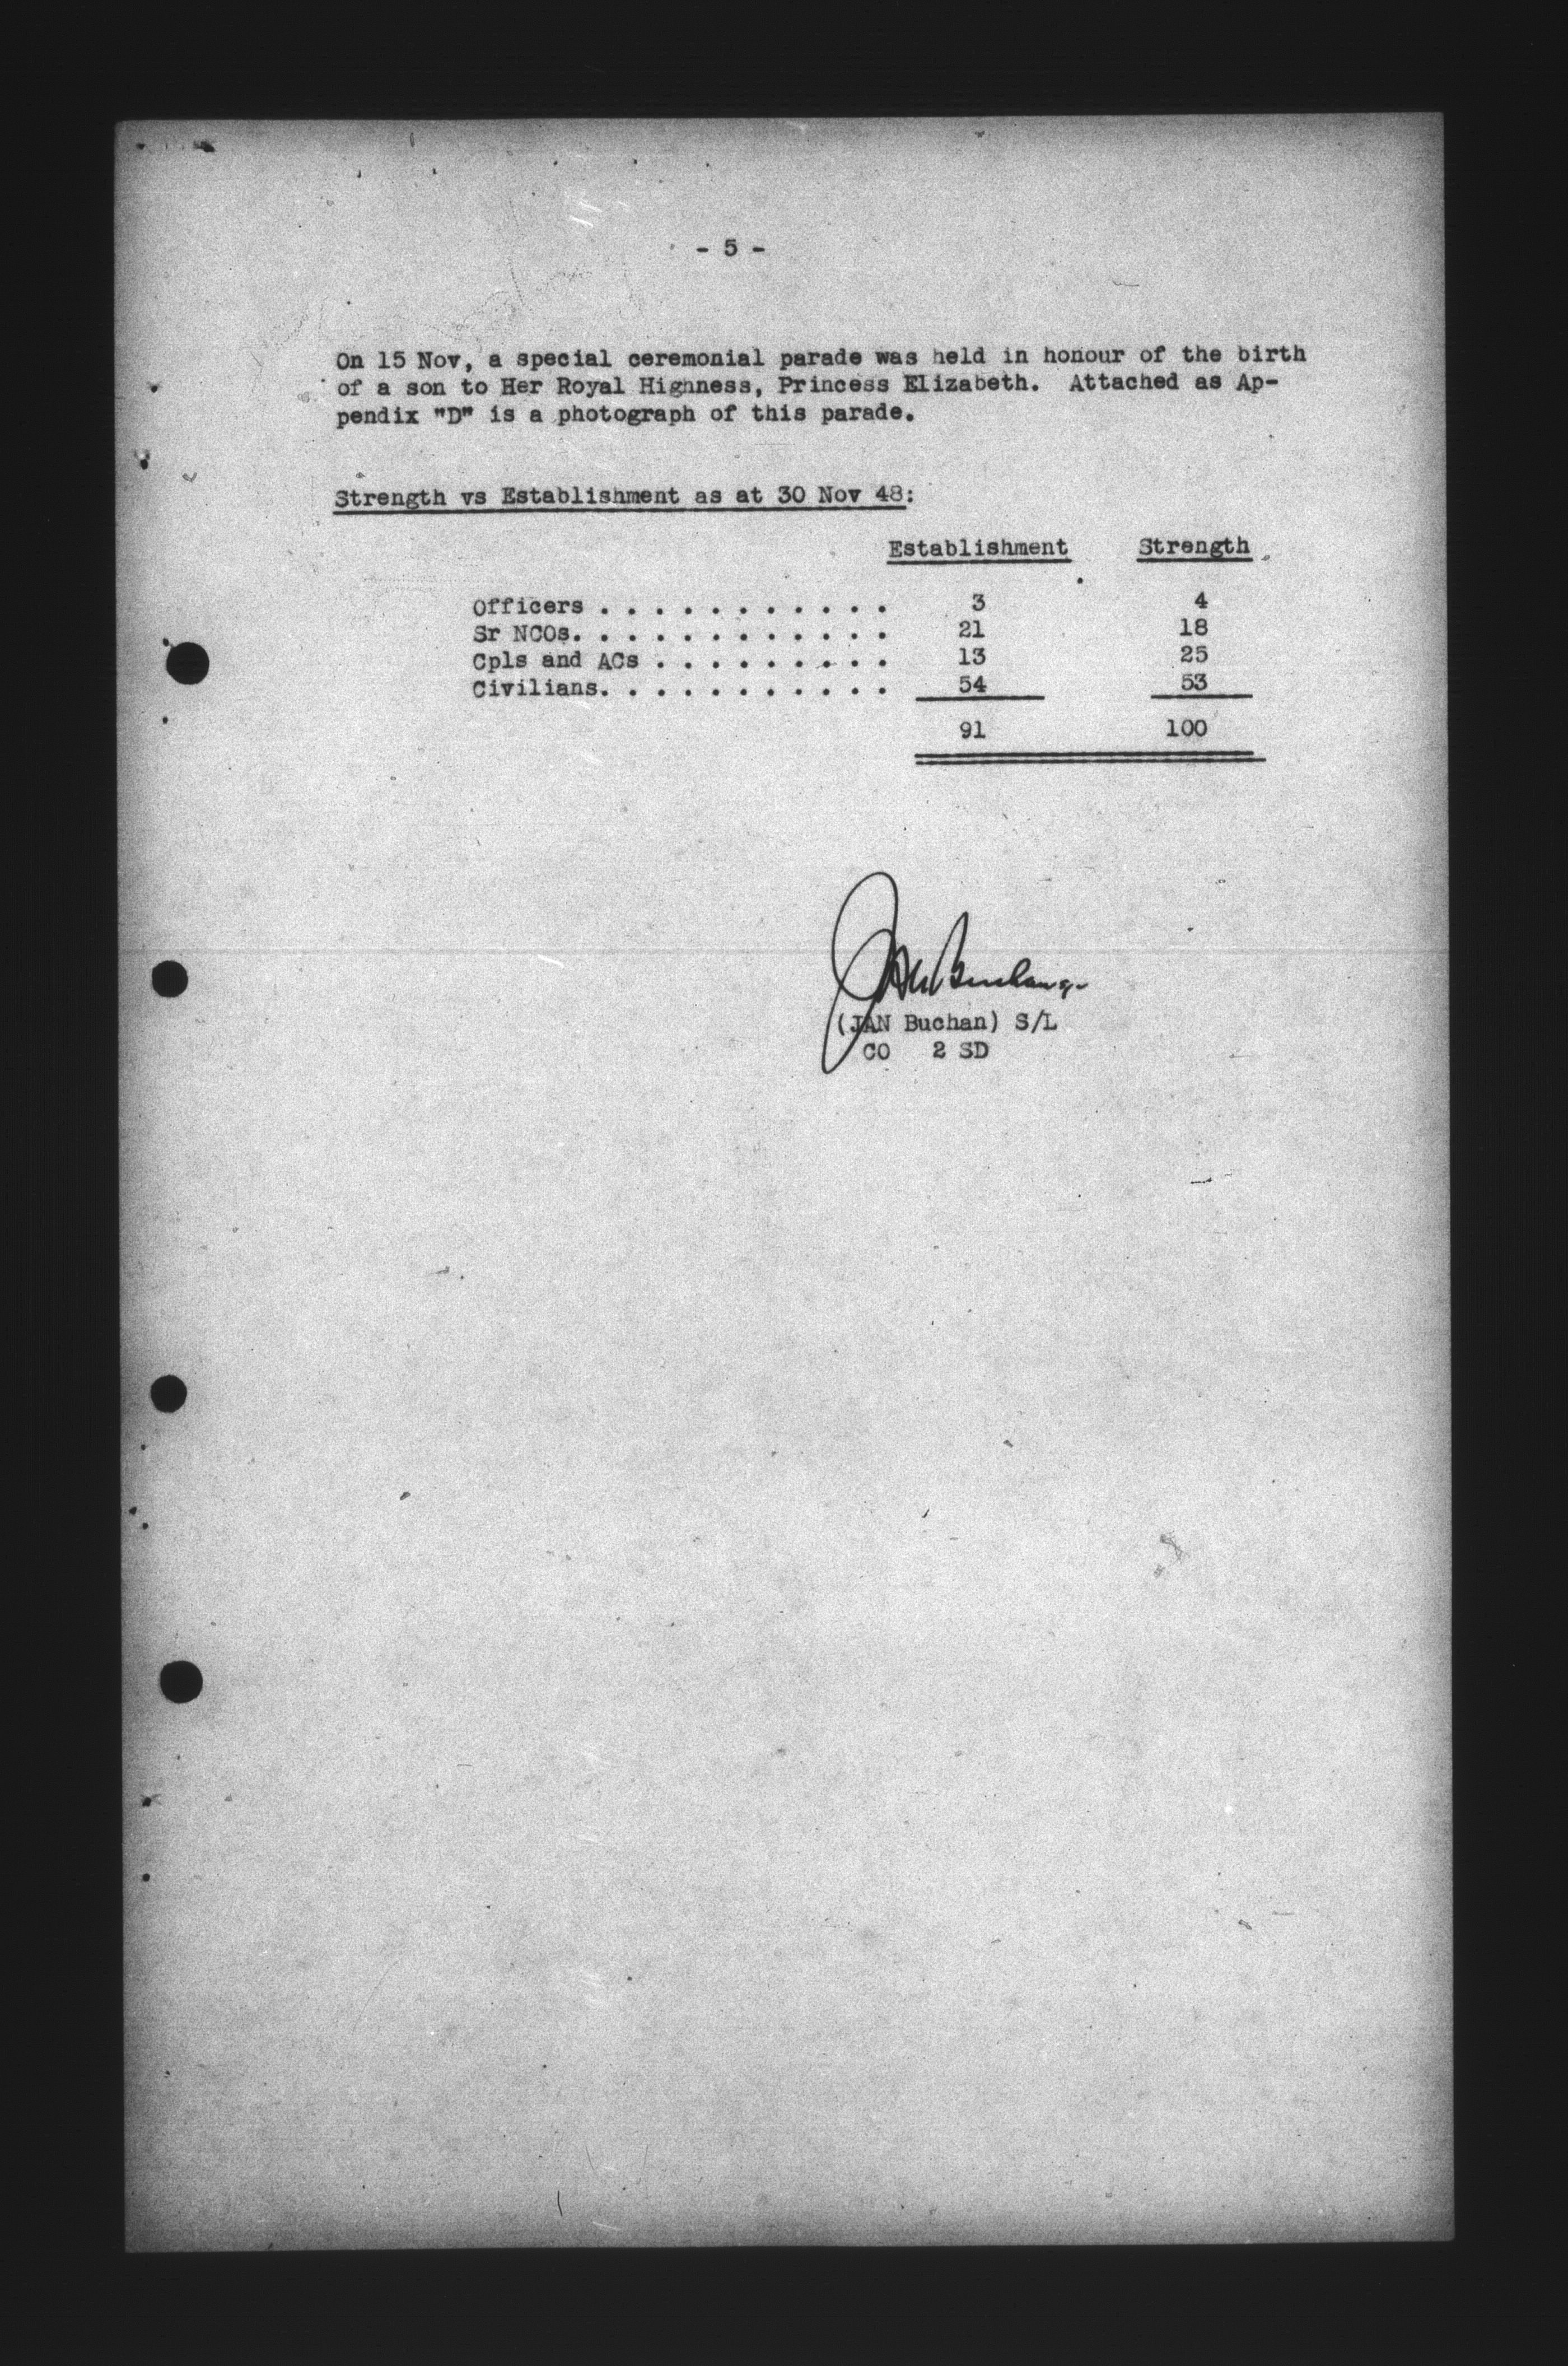 - 5 -
On 15 Nov, a special ceremonial parade was held in honour of the birth
of a son to Her Royal Highness, Princess Elizabeth. Attached as Ap-
pendix "D" is a photograph of this parade.
Strength vs Establishment as at 30 Nov 48:
Establishment Strength
Officers . . . . . . . . . . . 3 4
Sr NCOs. . . . . . . . . . . . 21 18
Cpls and ACs . . . . . . . . . 13 25
Civilians. . . . . . . . . . . 54 53
91 100
JAN Buchan
(JAN Buchan) S/L
CO 2 SD